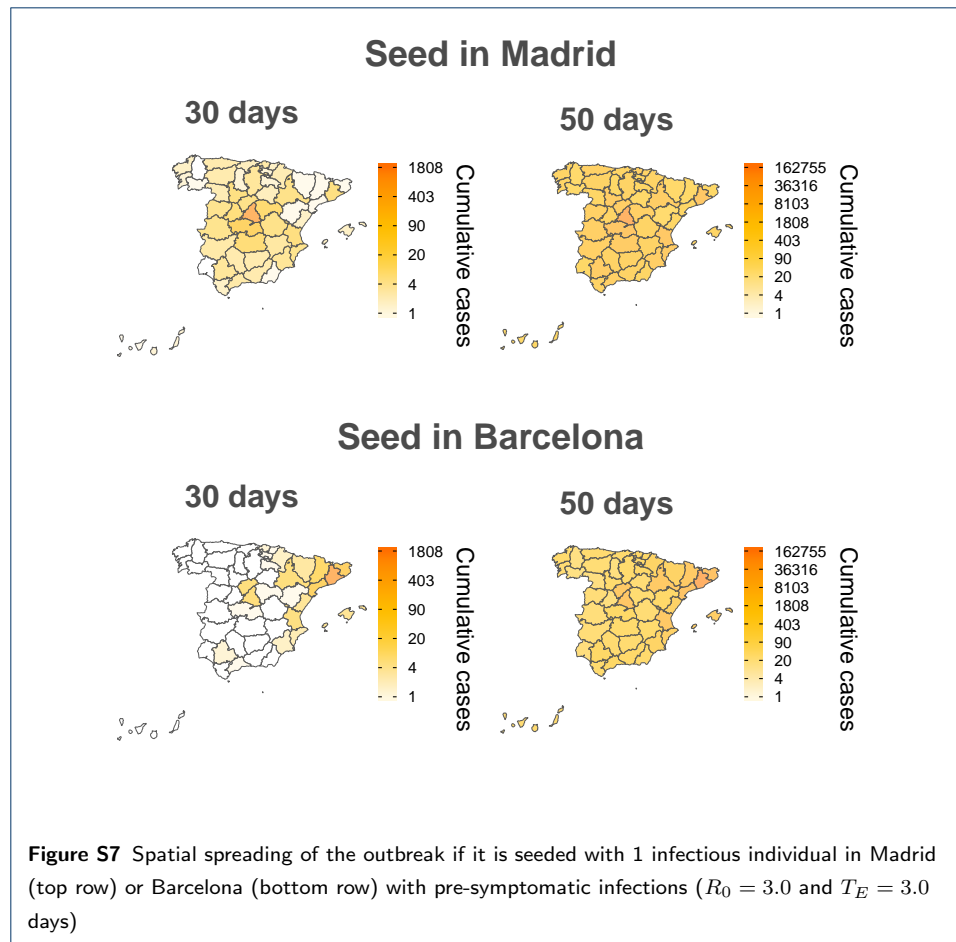 Seed in Madrid
30 days
50 days
1808
403
90
20
4
1
Cumulative cases
162755
36316
8103
1808
403
90
20
4
1
Cumulative cases
Seed in Barcelona
30 days
50 days
1808
403
90
20
4
1
Cumulative cases
162755
36316
8103
1808
403
90
20
4
1
Cumulative cases
Figure S7 Spatial spreading of the outbreak if it is seeded with 1 infectious individual in Madrid
(top row) or Barcelona (bottom row) with pre-symptomatic infections (R₀ = 3.0 and T_E = 3.0
days)